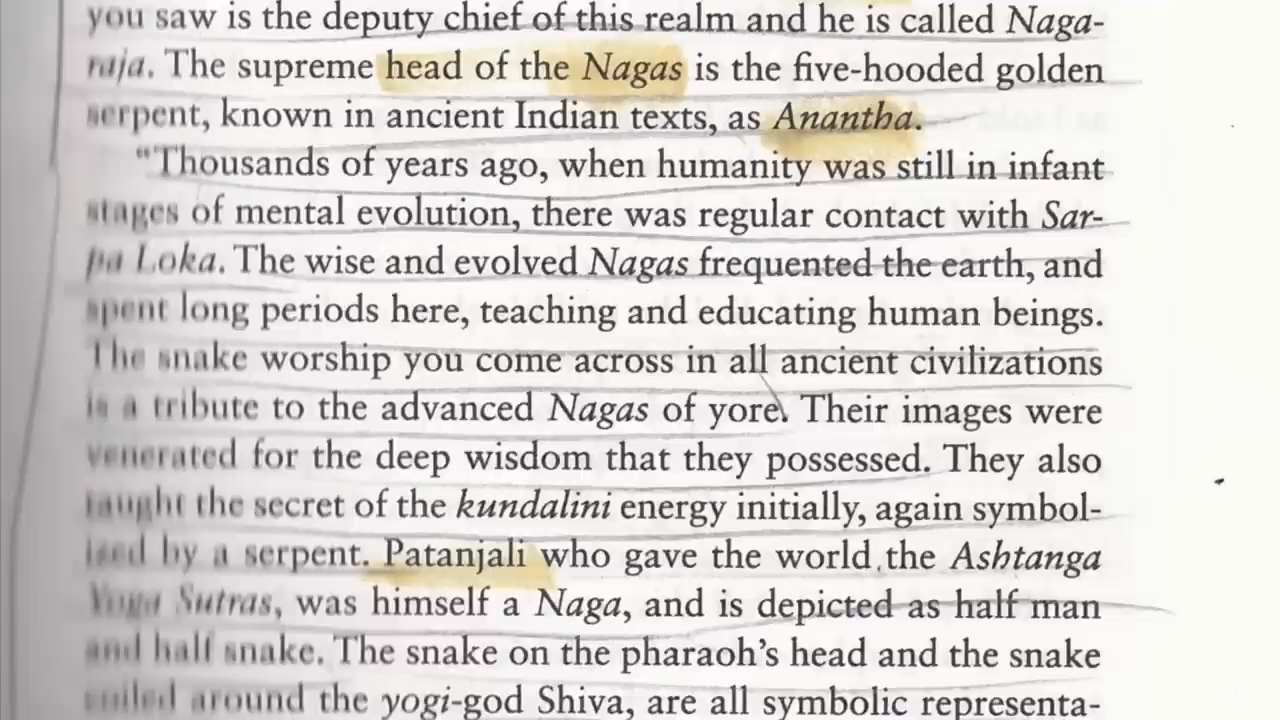 you saw is the deputy chief of this realm and he is called Naga-
raja. The supreme head of the Nagas is the five-hooded golden
serpent, known in ancient Indian texts, as Anantha.
"Thousands of years ago, when humanity was still in infant
stages of mental evolution, there was regular contact with Sar-
pa Loka. The wise and evolved Nagas frequented the earth, and
spent long periods here, teaching and educating human beings.
The snake worship you come across in all ancient civilizations
is a tribute to the advanced Nagas of yore. Their images were
venerated for the deep wisdom that they possessed. They also
taught the secret of the kundalini energy initially, again symbol-
ised by a serpent. Patanjali who gave the world the Ashtanga
Yoga Sutras, was himself a Naga, and is depicted as half man
and half snake. The snake on the pharaoh's head and the snake
coiled around the yogi-god Shiva, are all symbolic representa-